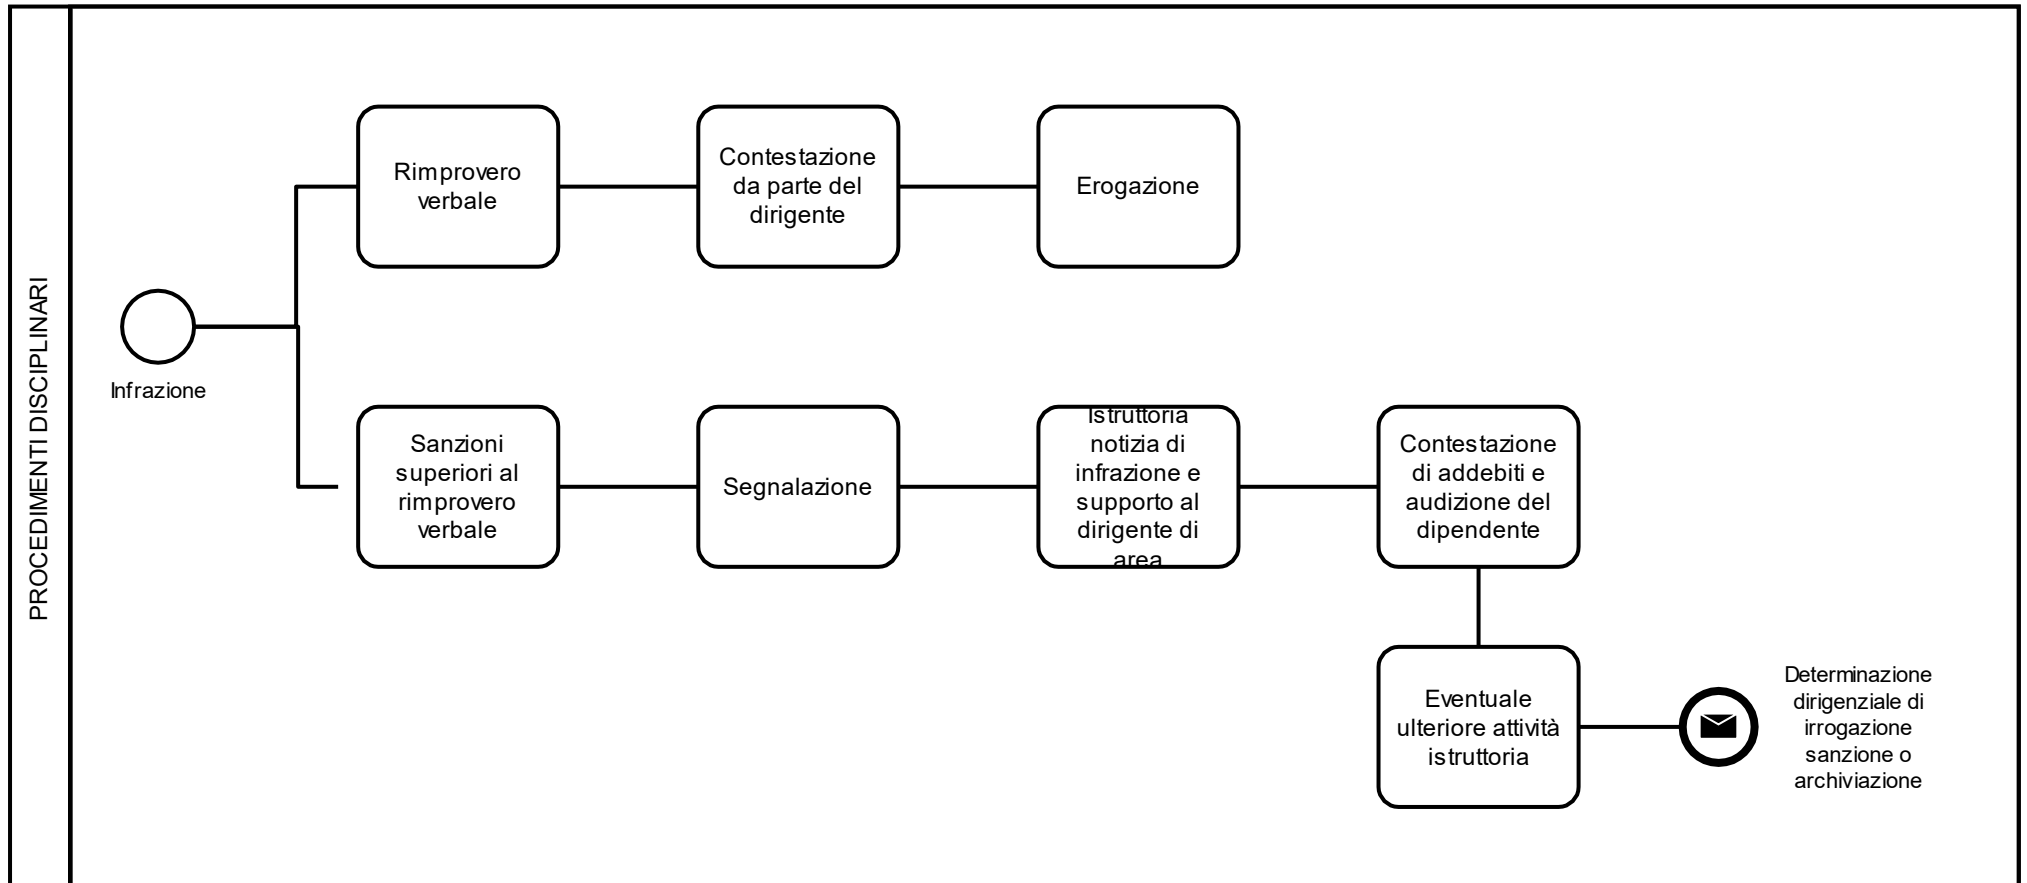 PROCEDIMENTI DISCIPLINARI
Infrazione
Rimprovero
verbale
Contestazione
da parte del
dirigente
Erogazione
Sanzioni
superiori al
rimprovero
verbale
Segnalazione
Istruttoria
notizia di
infrazione e
supporto al
dirigente di
area
Contestazione
di addebiti e
audizione del
dipendente
Eventuale
ulteriore attività
istruttoria
Determinazione
dirigenziale di
irrogazione
sanzione o
archiviazione